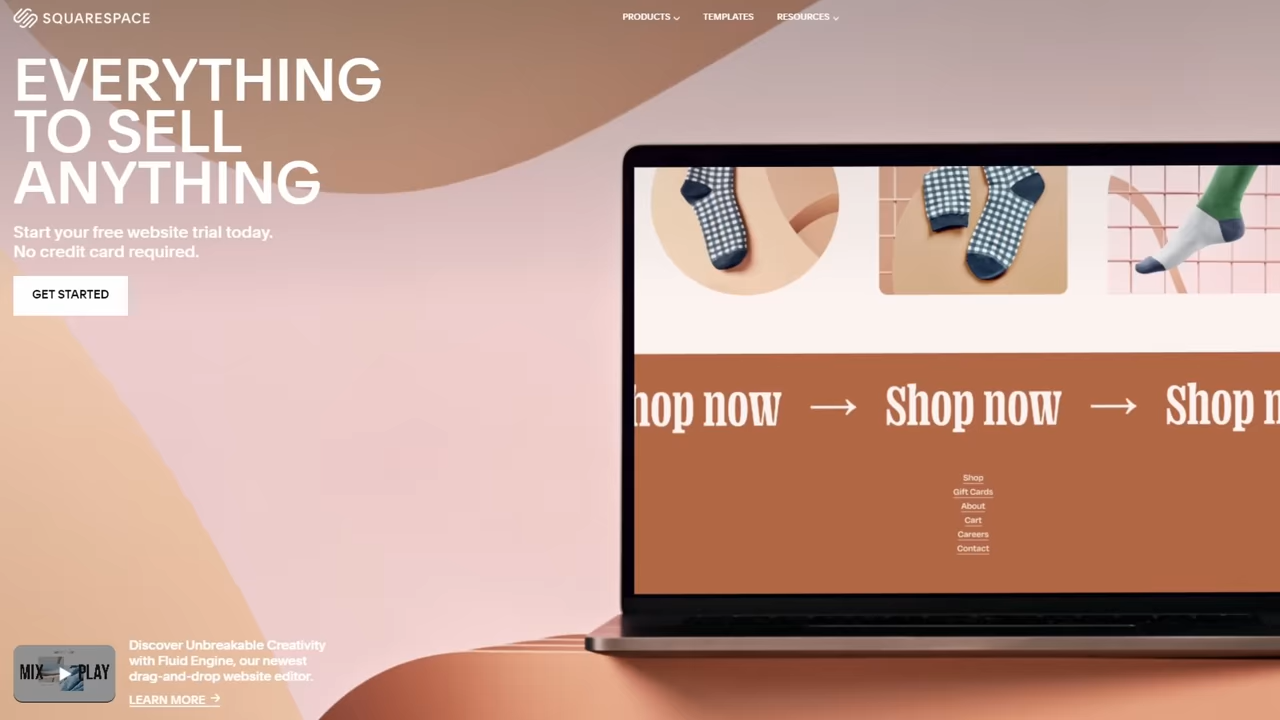 SQUARESPACE
PRODUCTS
TEMPLATES
RESOURCES
EVERYTHING
TO SELL
ANYTHING
Start your free website trial today.
No credit card required.
GET STARTED
hop now → Shop now → Shop n
Shop
Gift Cards
About
Cart
Careers
Contact
MIX PLAY
Discover Unbreakable Creativity
with Fluid Engine, our newest
drag-and-drop website editor.
LEARN MORE →